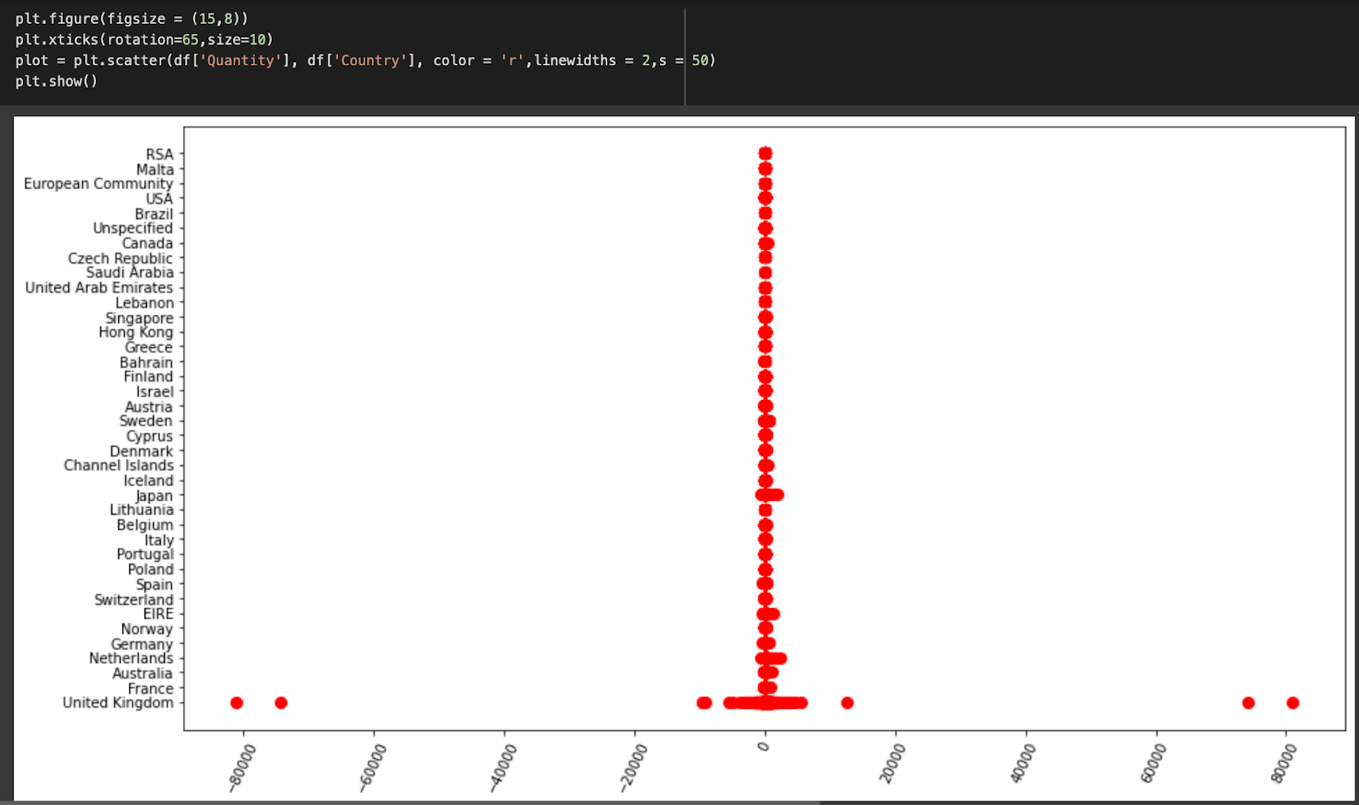 plt.figure(figsize = (15,8))
plt.xticks(rotation=65,size=10)
plot = plt.scatter(df['Quantity'], df['Country'], color = 'r',linewidths = 2,s = 50)
plt.show()
RSA
Malta
European Community
USA
Brazil
Unspecified
Canada
Czech Republic
Saudi Arabia
United Arab Emirates
Lebanon
Singapore
Hong Kong
Greece
Bahrain
Finland
Israel
Austria
Sweden
Cyprus
Denmark
Channel Islands
Iceland
Japan
Lithuania
Belgium
Italy
Portugal
Poland
Spain
Switzerland
EIRE
Norway
Germany
Netherlands
Australia
France
United Kingdom
−80000 −60000 −40000 −20000 0 20000 40000 60000 80000